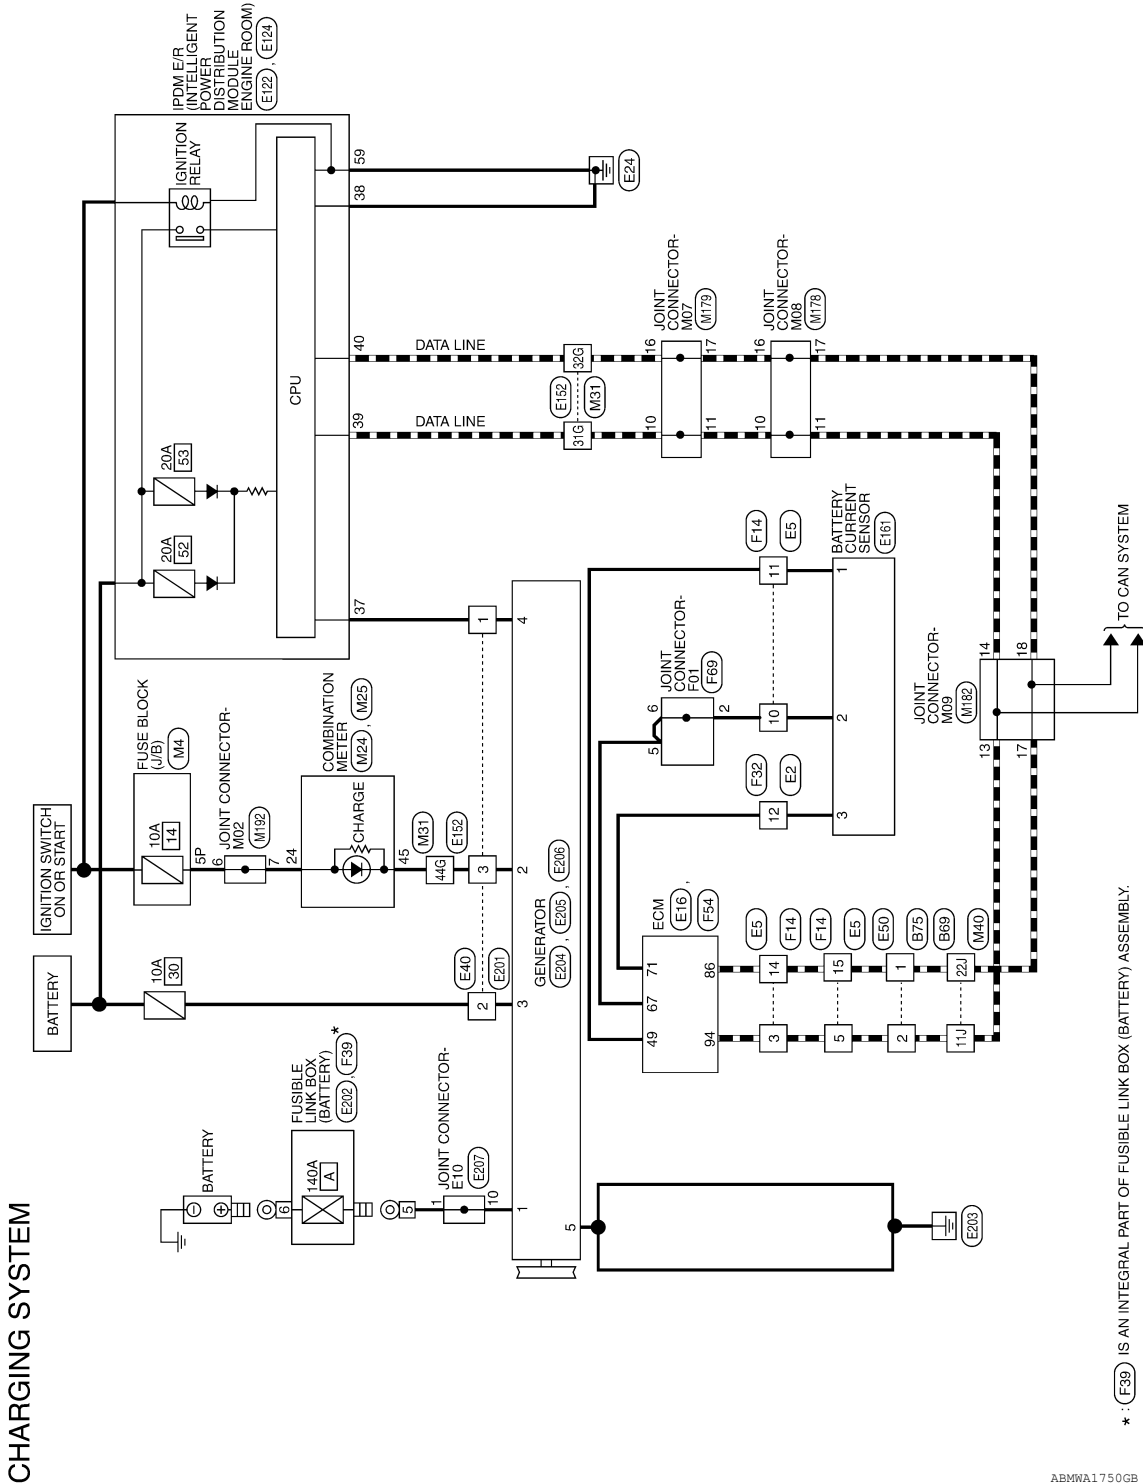 CHARGING SYSTEM
BATTERY
FUSIBLE
LINK BOX
(BATTERY)
E202 , F39 *
140A
A
6
5
JOINT CONNECTOR-
E10
E207
1
10
1
BATTERY
10A
30
E40
E201
2
3
IGNITION SWITCH
ON OR START
FUSE BLOCK
(J/B)
M4
10A
14
5P
6
JOINT CONNECTOR-
M02
M192
7
24
COMBINATION
METER
M24 , M25
CHARGE
45
M31
E152
44G
3
2
IPDM E/R
(INTELLIGENT
POWER
DISTRIBUTION
MODULE
ENGINE ROOM)
E122 , E124
IGNITION
RELAY
20A
52
20A
53
CPU
37
39
40
38
59
1
4
E24
DATA LINE
DATA LINE
31G
32G
E152
M31
JOINT
CONNECTOR-
M07
M179
10
16
11
17
JOINT
CONNECTOR-
M08
M178
10
16
11
17
GENERATOR
E204 , E205 , E206
5
E203
ECM
E16 ,
F54
49
67
71
94
86
JOINT
CONNECTOR-
F01
F69
5
6
2
F32
E2
12
10
11
F14
E5
BATTERY
CURRENT
SENSOR
E161
3
2
1
3
14
E5
F14
5
15
F14
E5
2
1
E50
B75
11J
22J
B69
M40
JOINT
CONNECTOR-
M09
M182
13
14
17
18
TO CAN SYSTEM
* : F39 IS AN INTEGRAL PART OF FUSIBLE LINK BOX (BATTERY) ASSEMBLY.
ABMWA1750GB